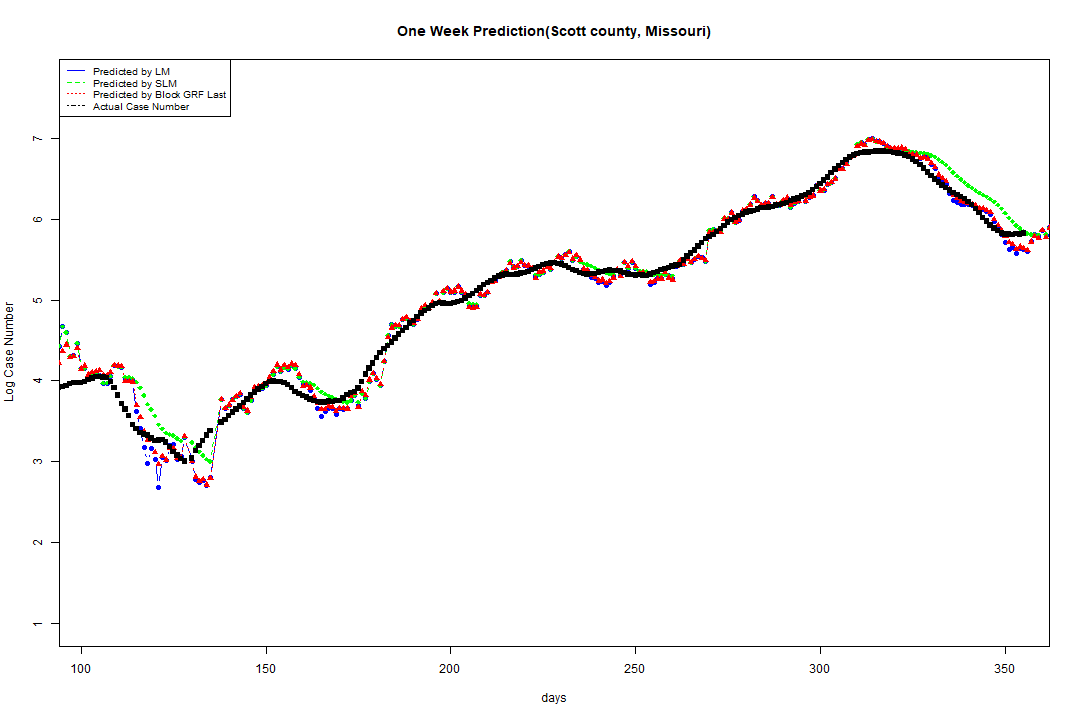 One Week Prediction(Scott county, Missouri)
Predicted by LM
Predicted by SLM
Predicted by Block GRF Last
Actual Case Number
7
6
5
4
3
2
1
Log Case Number
100 150 200 250 300 350
days